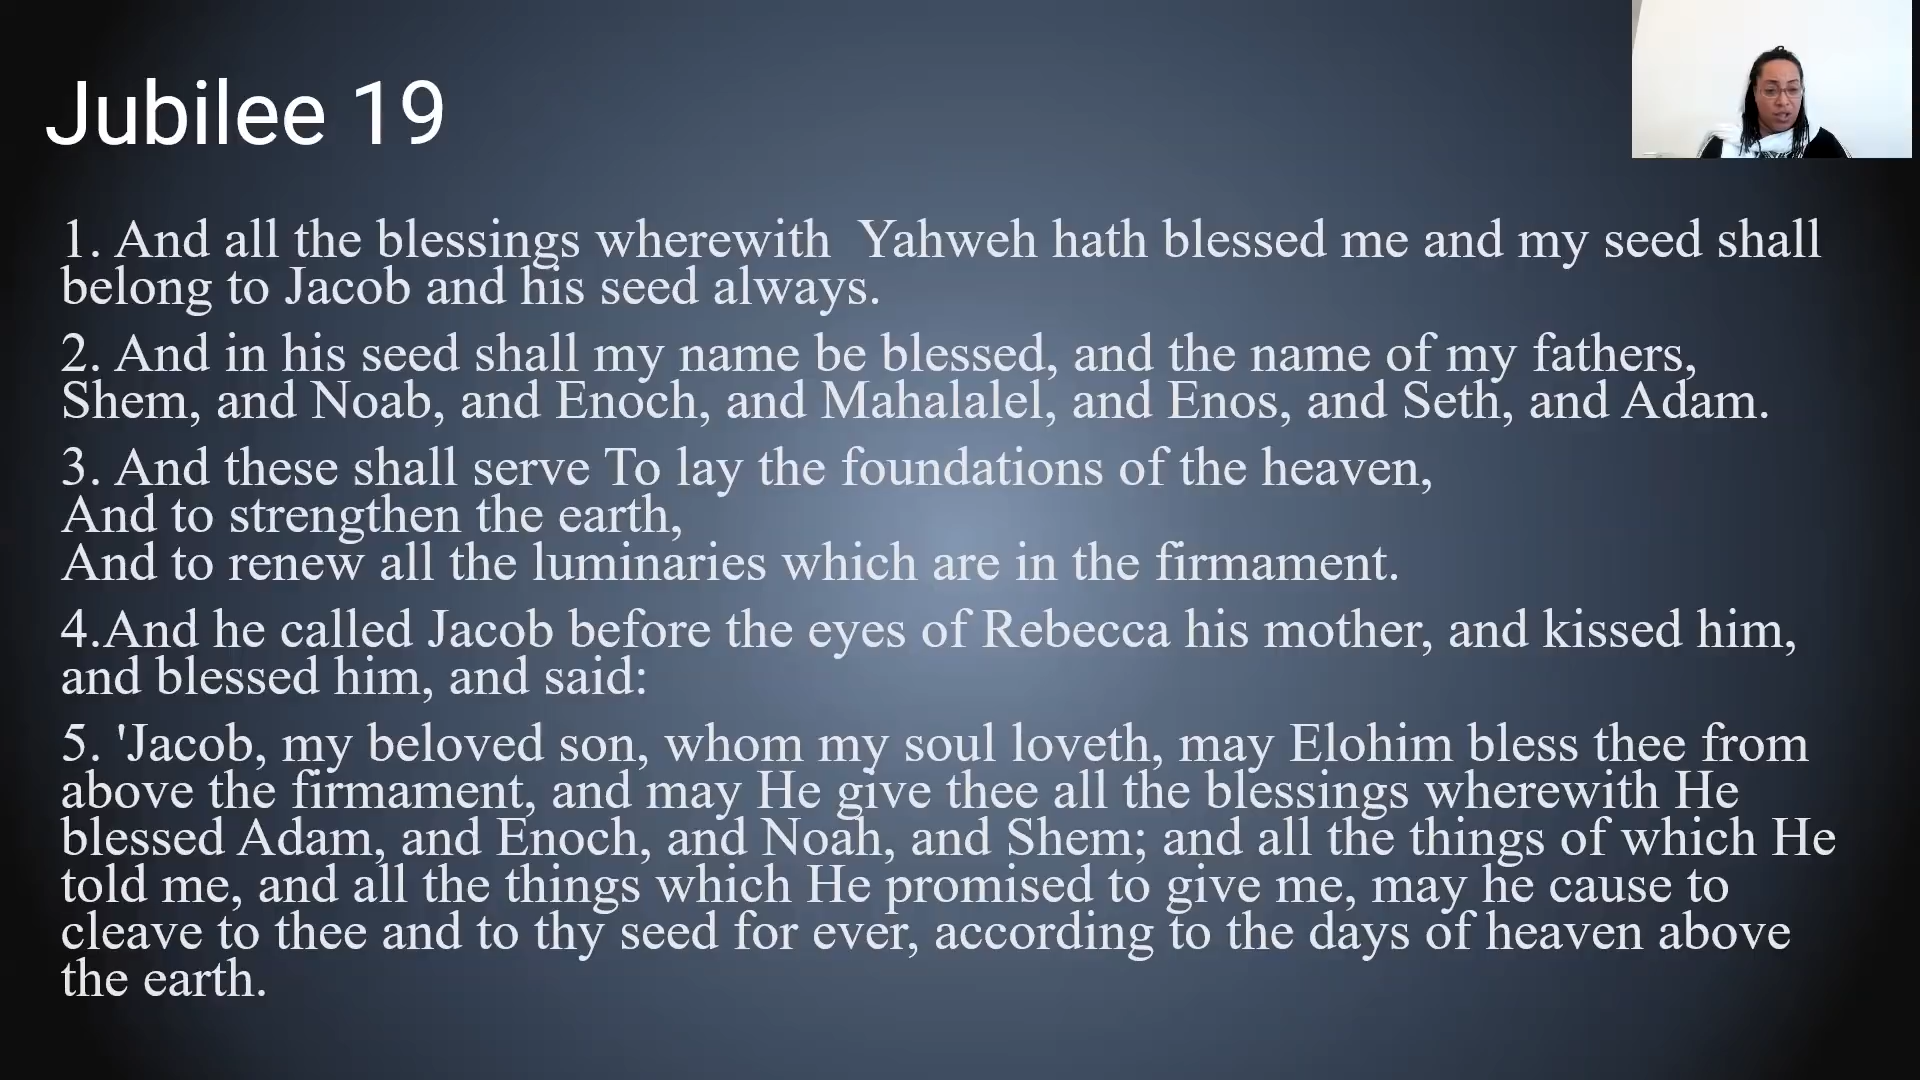 Jubilee 19
1. And all the blessings wherewith  Yahweh hath blessed me and my seed shall
belong to Jacob and his seed always.
2. And in his seed shall my name be blessed, and the name of my fathers,
Shem, and Noab, and Enoch, and Mahalalel, and Enos, and Seth, and Adam.
3. And these shall serve To lay the foundations of the heaven,
And to strengthen the earth,
And to renew all the luminaries which are in the firmament.
4.And he called Jacob before the eyes of Rebecca his mother, and kissed him,
and blessed him, and said:
5. 'Jacob, my beloved son, whom my soul loveth, may Elohim bless thee from
above the firmament, and may He give thee all the blessings wherewith He
blessed Adam, and Enoch, and Noah, and Shem; and all the things of which He
told me, and all the things which He promised to give me, may he cause to
cleave to thee and to thy seed for ever, according to the days of heaven above
the earth.